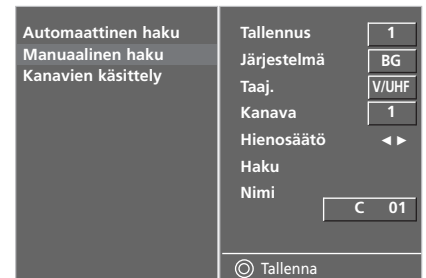 Automaattinen haku
Manuaalinen haku
Kanavien käsittely
Tallennus 1
Järjestelmä BG
Taaj. V/UHF
Kanava 1
Hienosäätö ◄►
Haku
Nimi
C 01
Tallenna